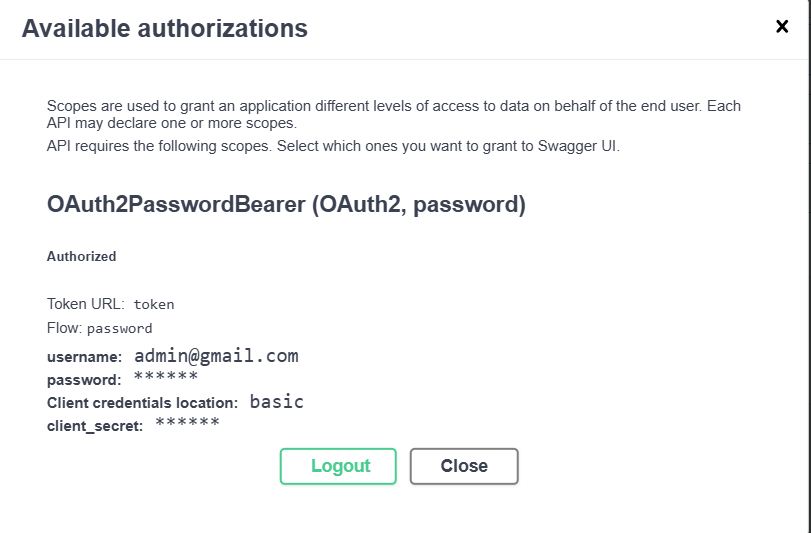 Available authorizations
Scopes are used to grant an application different levels of access to data on behalf of the end user. Each
API may declare one or more scopes.
API requires the following scopes. Select which ones you want to grant to Swagger UI.
OAuth2PasswordBearer (OAuth2, password)
Authorized
Token URL: token
Flow: password
username: admin@gmail.com
password: ******
Client credentials location: basic
client_secret: ******
Logout Close